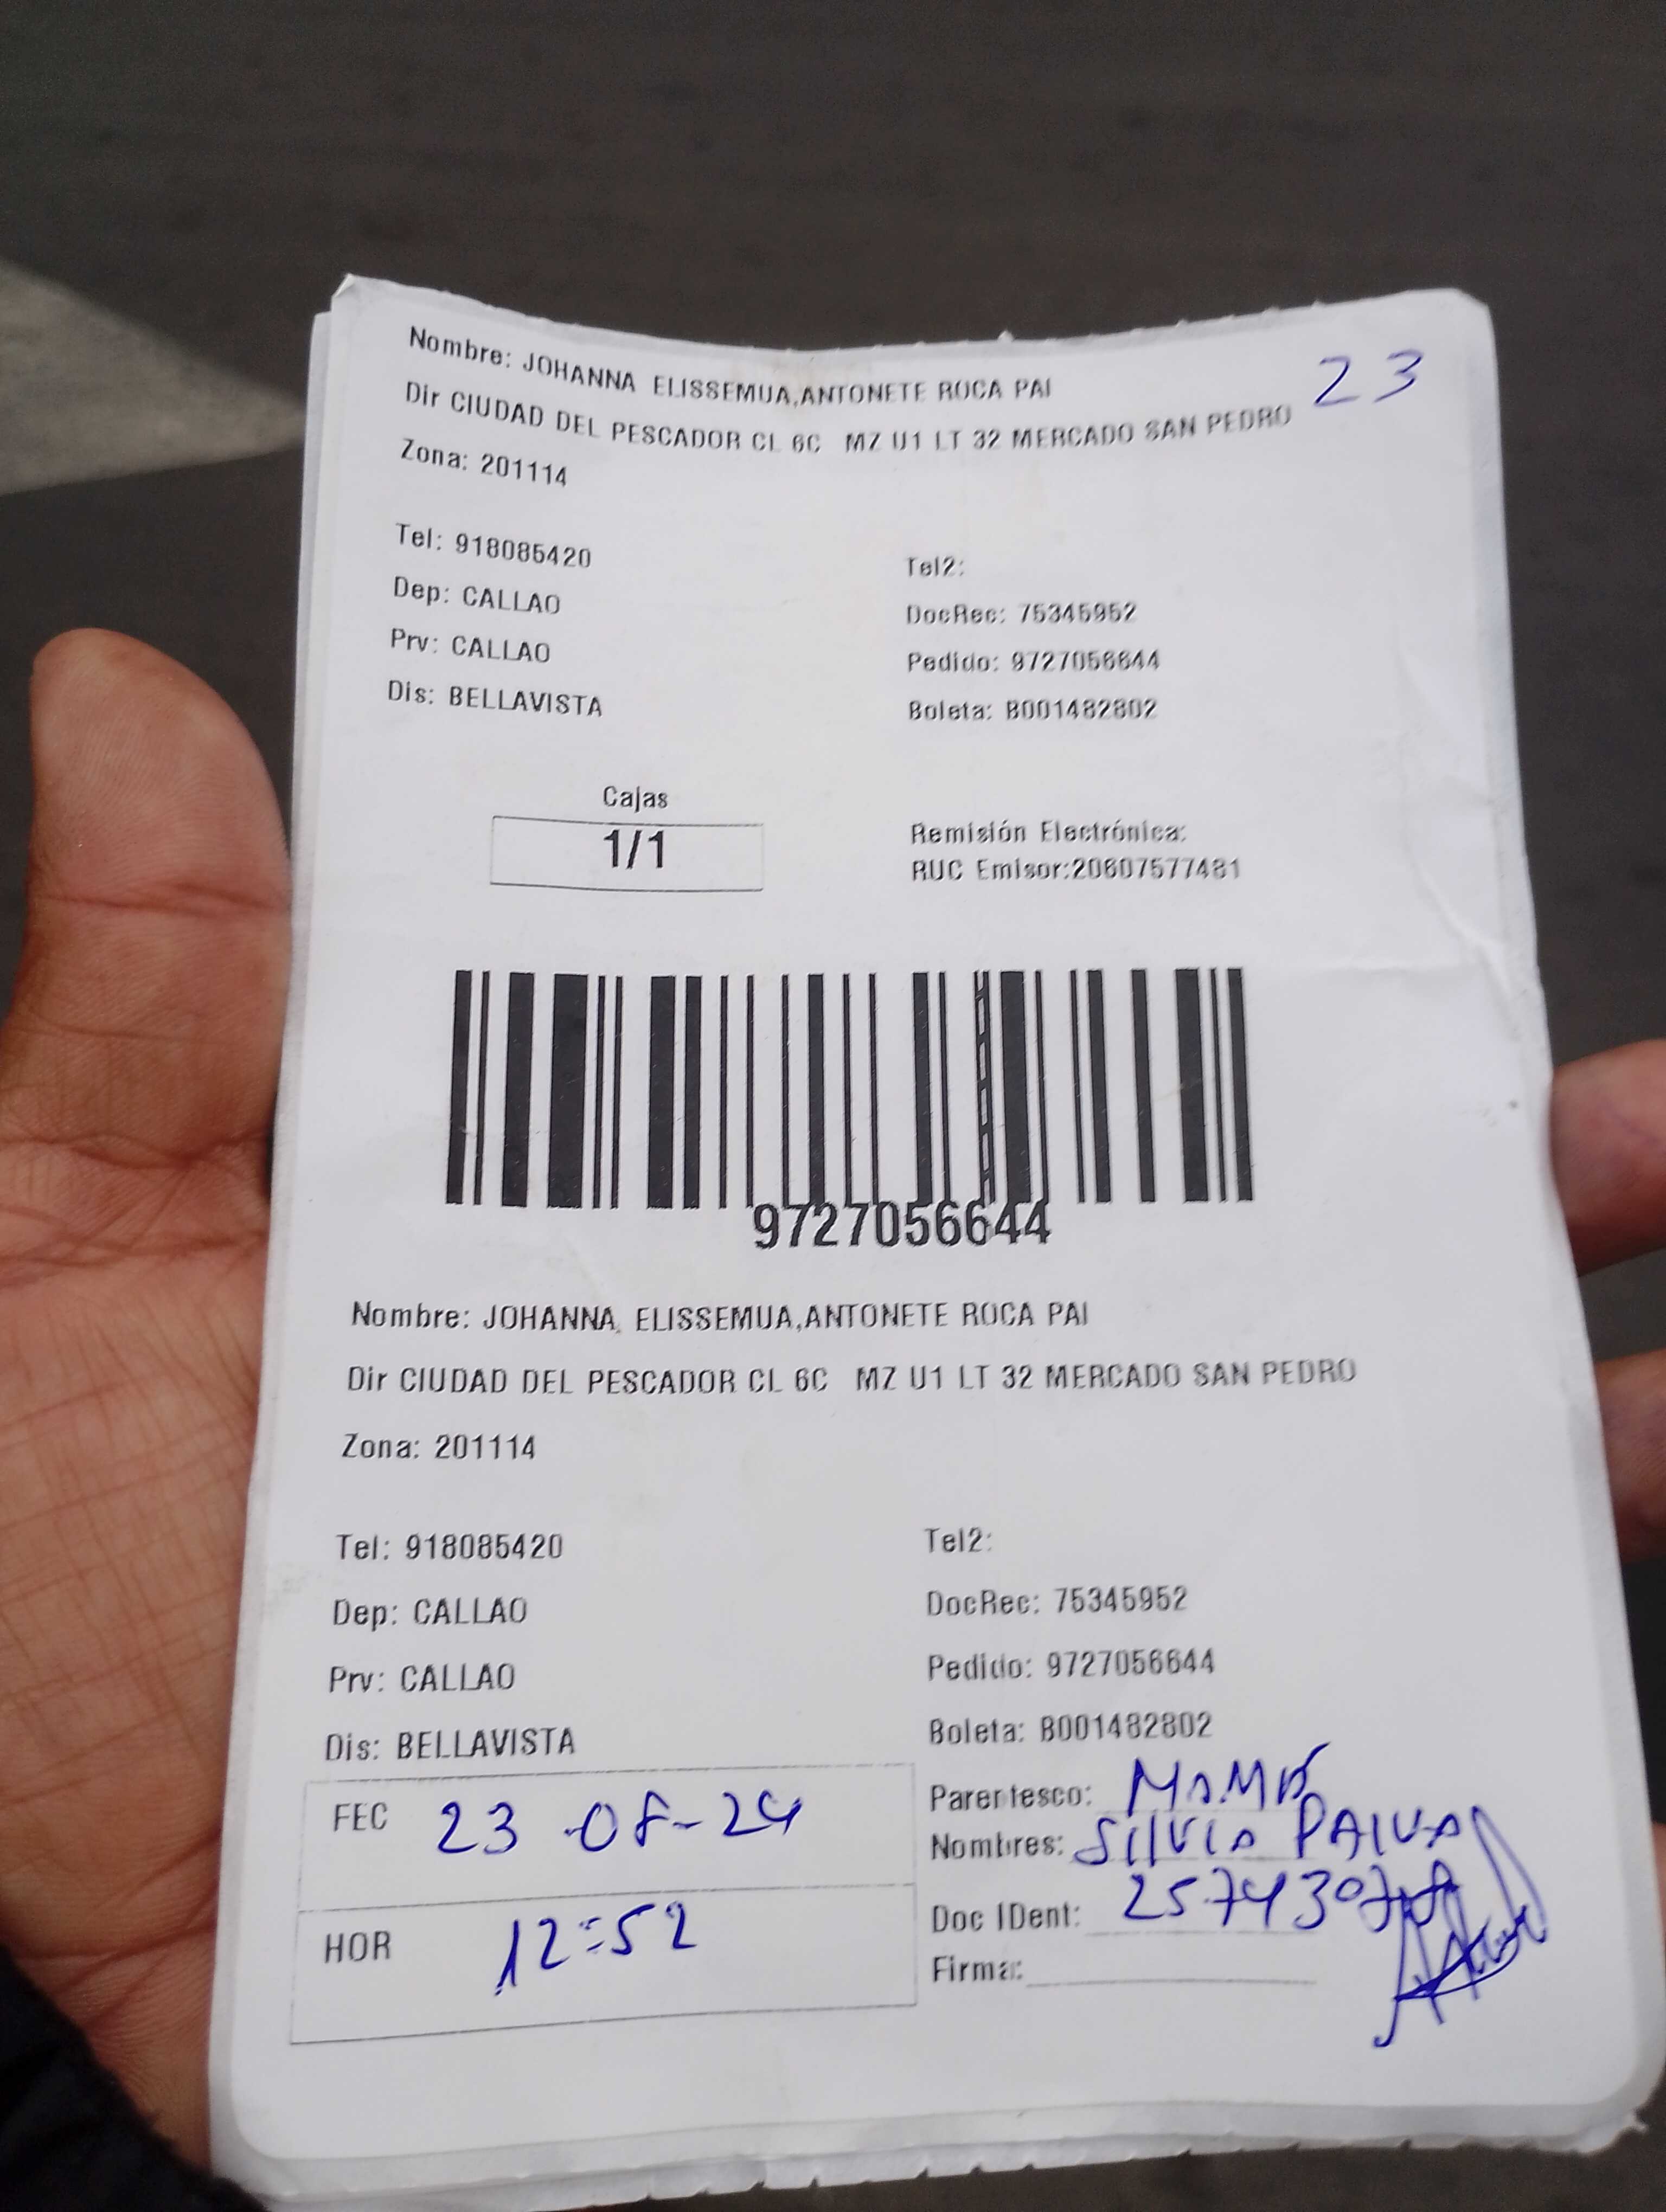 Nombre: JOHANNA ELISSEMUA,ANTONETE ROCA PAI
23
Dir CIUDAD DEL PESCADOR CL 6C MZ U1 LT 32 MERCADO SAN PEDRO
Zona: 201114
Tel: 918085420
Tel2:
Dep: CALLAO
DocRec: 75345952
Prv: CALLAO
Pedido: 9727056644
Dis: BELLAVISTA
Boleta: B001482802
Cajas
1/1
Remisión Electrónica:
RUC Emisor:20607577481
9727056644
Nombre: JOHANNA ELISSEMUA,ANTONETE ROCA PAI
Dir CIUDAD DEL PESCADOR CL 6C MZ U1 LT 32 MERCADO SAN PEDRO
Zona: 201114
Tel: 918085420
Tel2:
Dep: CALLAO
DocRec: 75345952
Prv: CALLAO
Pedido: 9727056644
Dis: BELLAVISTA
Boleta: B001482802
FEC 23-08-24
Parentesco: MAMÁ
Nombres: SILVIA PAIVA
HOR 12:52
Doc IDent:
Firma: